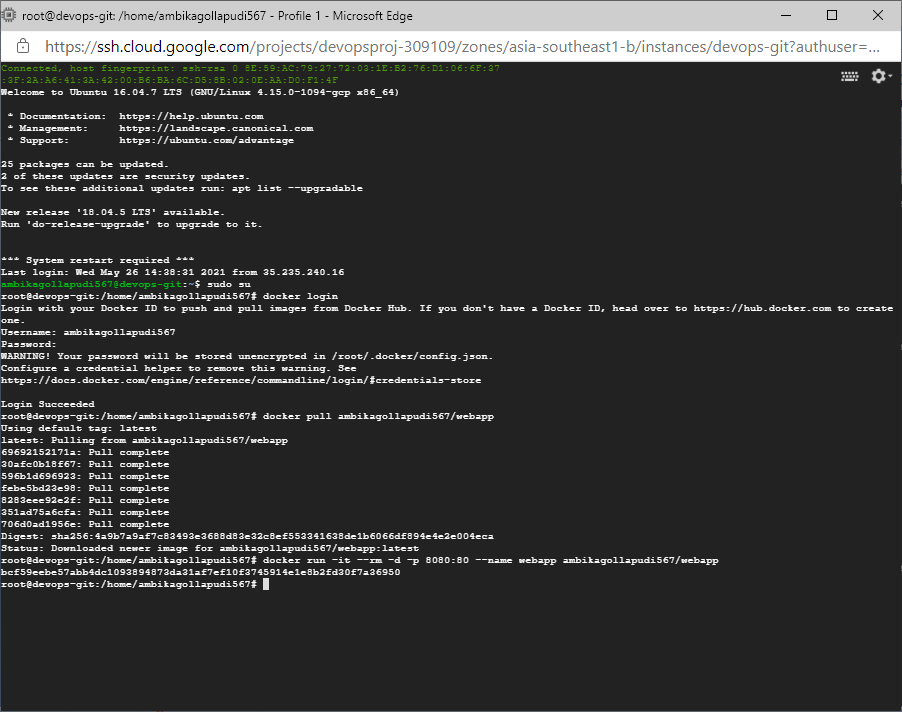 root@devops-git: /home/ambikagollapudi567 - Profile 1 - Microsoft Edge
https://ssh.cloud.google.com/projects/devopsproj-309109/zones/asia-southeast1-b/instances/devops-git?authuser=...
Connected, host fingerprint: ssh-rsa 0 8E:59:AC:79:27:72:03:1E:B2:76:D1:06:6F:37
:3F:2A:A6:41:3A:42:00:B6:BA:6C:D5:8B:02:0E:AA:D0:F1:4F
Welcome to Ubuntu 16.04.7 LTS (GNU/Linux 4.15.0-1094-gcp x86_64)
* Documentation:  https://help.ubuntu.com
* Management:     https://landscape.canonical.com
* Support:        https://ubuntu.com/advantage
25 packages can be updated.
2 of these updates are security updates.
To see these additional updates run: apt list --upgradable
New release '18.04.5 LTS' available.
Run 'do-release-upgrade' to upgrade to it.
*** System restart required ***
Last login: Wed May 26 14:38:31 2021 from 35.235.240.16
ambikagollapudi567@devops-git:~$ sudo su
root@devops-git:/home/ambikagollapudi567# docker login
Login with your Docker ID to push and pull images from Docker Hub. If you don't have a Docker ID, head over to https://hub.docker.com to create
one.
Username: ambikagollapudi567
Password:
WARNING! Your password will be stored unencrypted in /root/.docker/config.json.
Configure a credential helper to remove this warning. See
https://docs.docker.com/engine/reference/commandline/login/#credentials-store
Login Succeeded
root@devops-git:/home/ambikagollapudi567# docker pull ambikagollapudi567/webapp
Using default tag: latest
latest: Pulling from ambikagollapudi567/webapp
69692152171a: Pull complete
30afc0b18f67: Pull complete
596b1d696923: Pull complete
febe5bd23e98: Pull complete
8283eee92e2f: Pull complete
351ad75a6cfa: Pull complete
706d0ad1956e: Pull complete
Digest: sha256:4a9b7a9af7c83493e3688d83e32c8ef553341638de1b6066df894e4e2e004eca
Status: Downloaded newer image for ambikagollapudi567/webapp:latest
root@devops-git:/home/ambikagollapudi567# docker run -it --rm -d -p 8080:80 --name webapp ambikagollapudi567/webapp
bcf59eebe57abb4dc1093894873da31af7ef10f3745914e1e8b2fd30f7a36950
root@devops-git:/home/ambikagollapudi567#